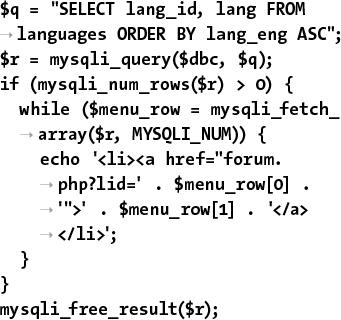 $q = "SELECT lang_id, lang FROM
→ languages ORDER BY lang_eng ASC";
$r = mysqli_query($dbc, $q);
if (mysqli_num_rows($r) > 0) {
  while ($menu_row = mysqli_fetch_
  → array($r, MYSQLI_NUM)) {
    echo '<li><a href="forum.
    → php?lid=' . $menu_row[0] .
    → '">' . $menu_row[1] . '</a>
    → </li>';
  }
}
mysqli_free_result($r);